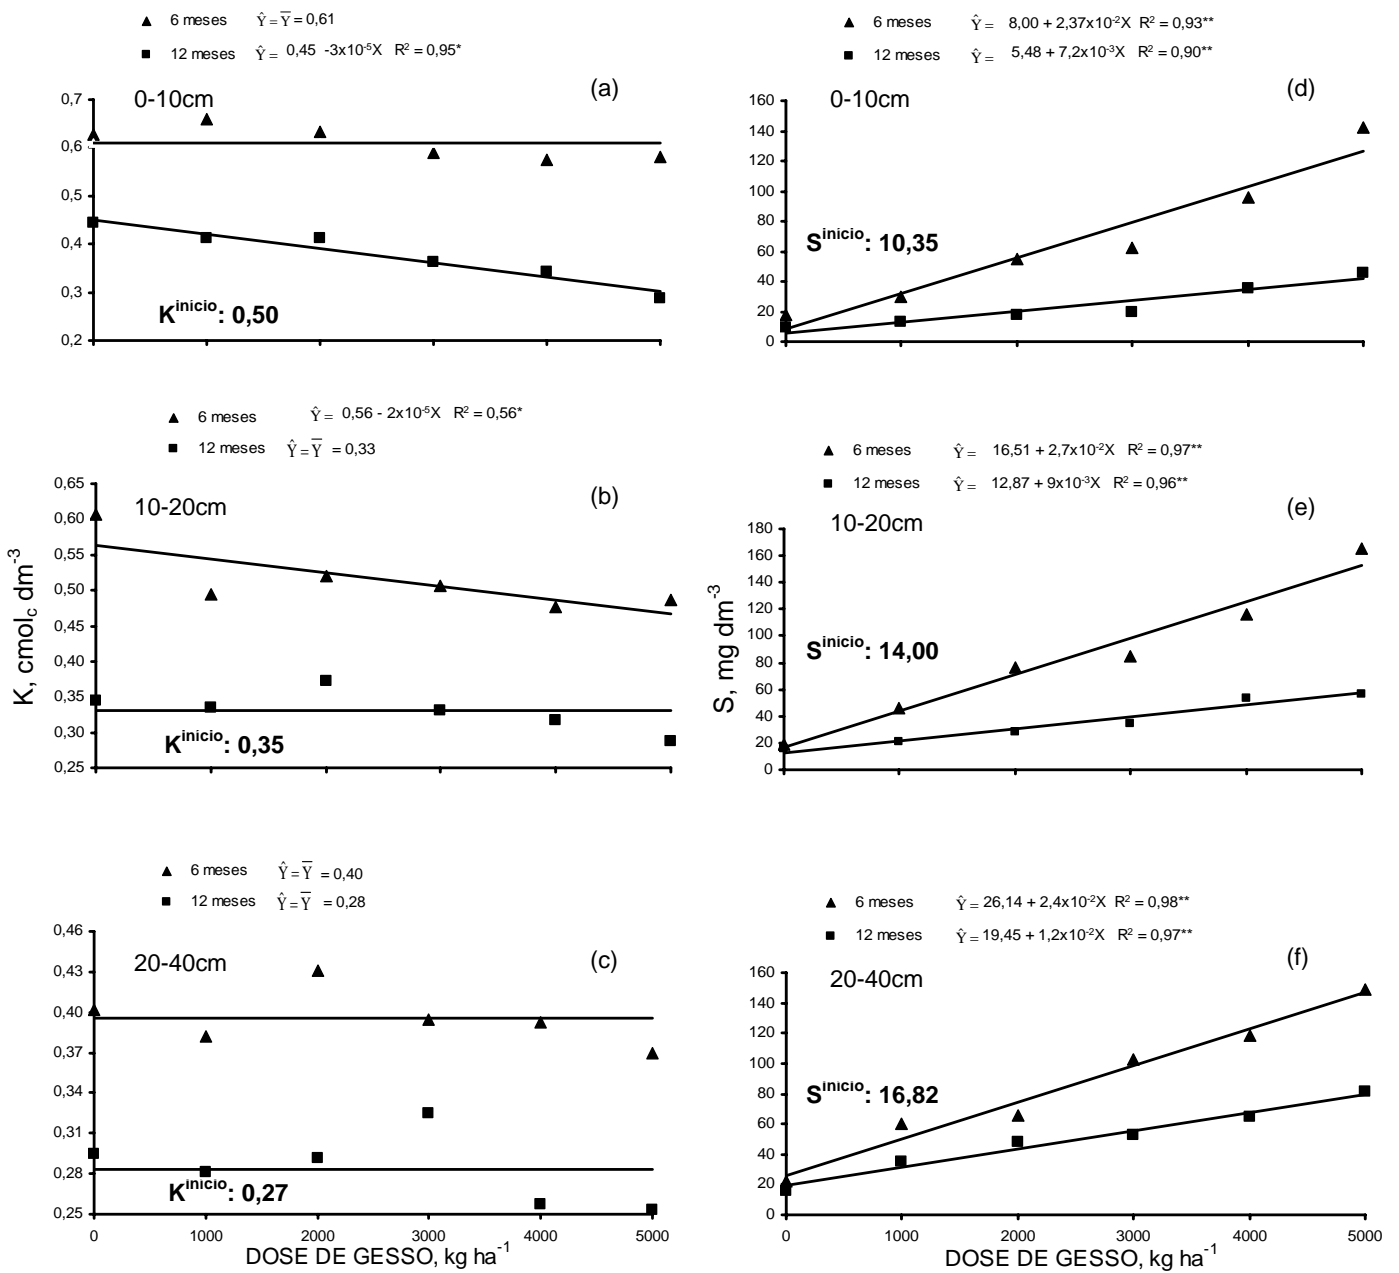 6 meses Ŷ = Y̅ = 0,61
12 meses Ŷ = 0,45 -3x10⁻⁵X R² = 0,95*
(a)
0-10cm
0,7
0,6
0,5
0,4
0,3
0,2
Kⁱⁿⁱᶜⁱᵒ: 0,50
6 meses Ŷ = 0,56 - 2x10⁻⁵X R² = 0,56*
12 meses Ŷ = Y̅ = 0,33
(b)
10-20cm
0,65
0,60
0,55
0,50
0,45
0,40
0,35
0,30
0,25
Kⁱⁿⁱᶜⁱᵒ: 0,35
K, cmol_c dm⁻³
6 meses Ŷ = Y̅ = 0,40
12 meses Ŷ = Y̅ = 0,28
(c)
20-40cm
0,46
0,43
0,40
0,37
0,34
0,31
0,28
0,25
Kⁱⁿⁱᶜⁱᵒ: 0,27
0 1000 2000 3000 4000 5000
DOSE DE GESSO, kg ha⁻¹
6 meses Ŷ = 8,00 + 2,37x10⁻²X R² = 0,93**
12 meses Ŷ = 5,48 + 7,2x10⁻³X R² = 0,90**
(d)
0-10cm
160
140
120
100
80
60
40
20
0
Sⁱⁿⁱᶜⁱᵒ: 10,35
6 meses Ŷ = 16,51 + 2,7x10⁻²X R² = 0,97**
12 meses Ŷ = 12,87 + 9x10⁻³X R² = 0,96**
(e)
10-20cm
180
160
140
120
100
80
60
40
20
0
Sⁱⁿⁱᶜⁱᵒ: 14,00
S, mg dm⁻³
6 meses Ŷ = 26,14 + 2,4x10⁻²X R² = 0,98**
12 meses Ŷ = 19,45 + 1,2x10⁻²X R² = 0,97**
(f)
20-40cm
160
140
120
100
80
60
40
20
0
Sⁱⁿⁱᶜⁱᵒ: 16,82
0 1000 2000 3000 4000 5000
DOSE DE GESSO, kg ha⁻¹